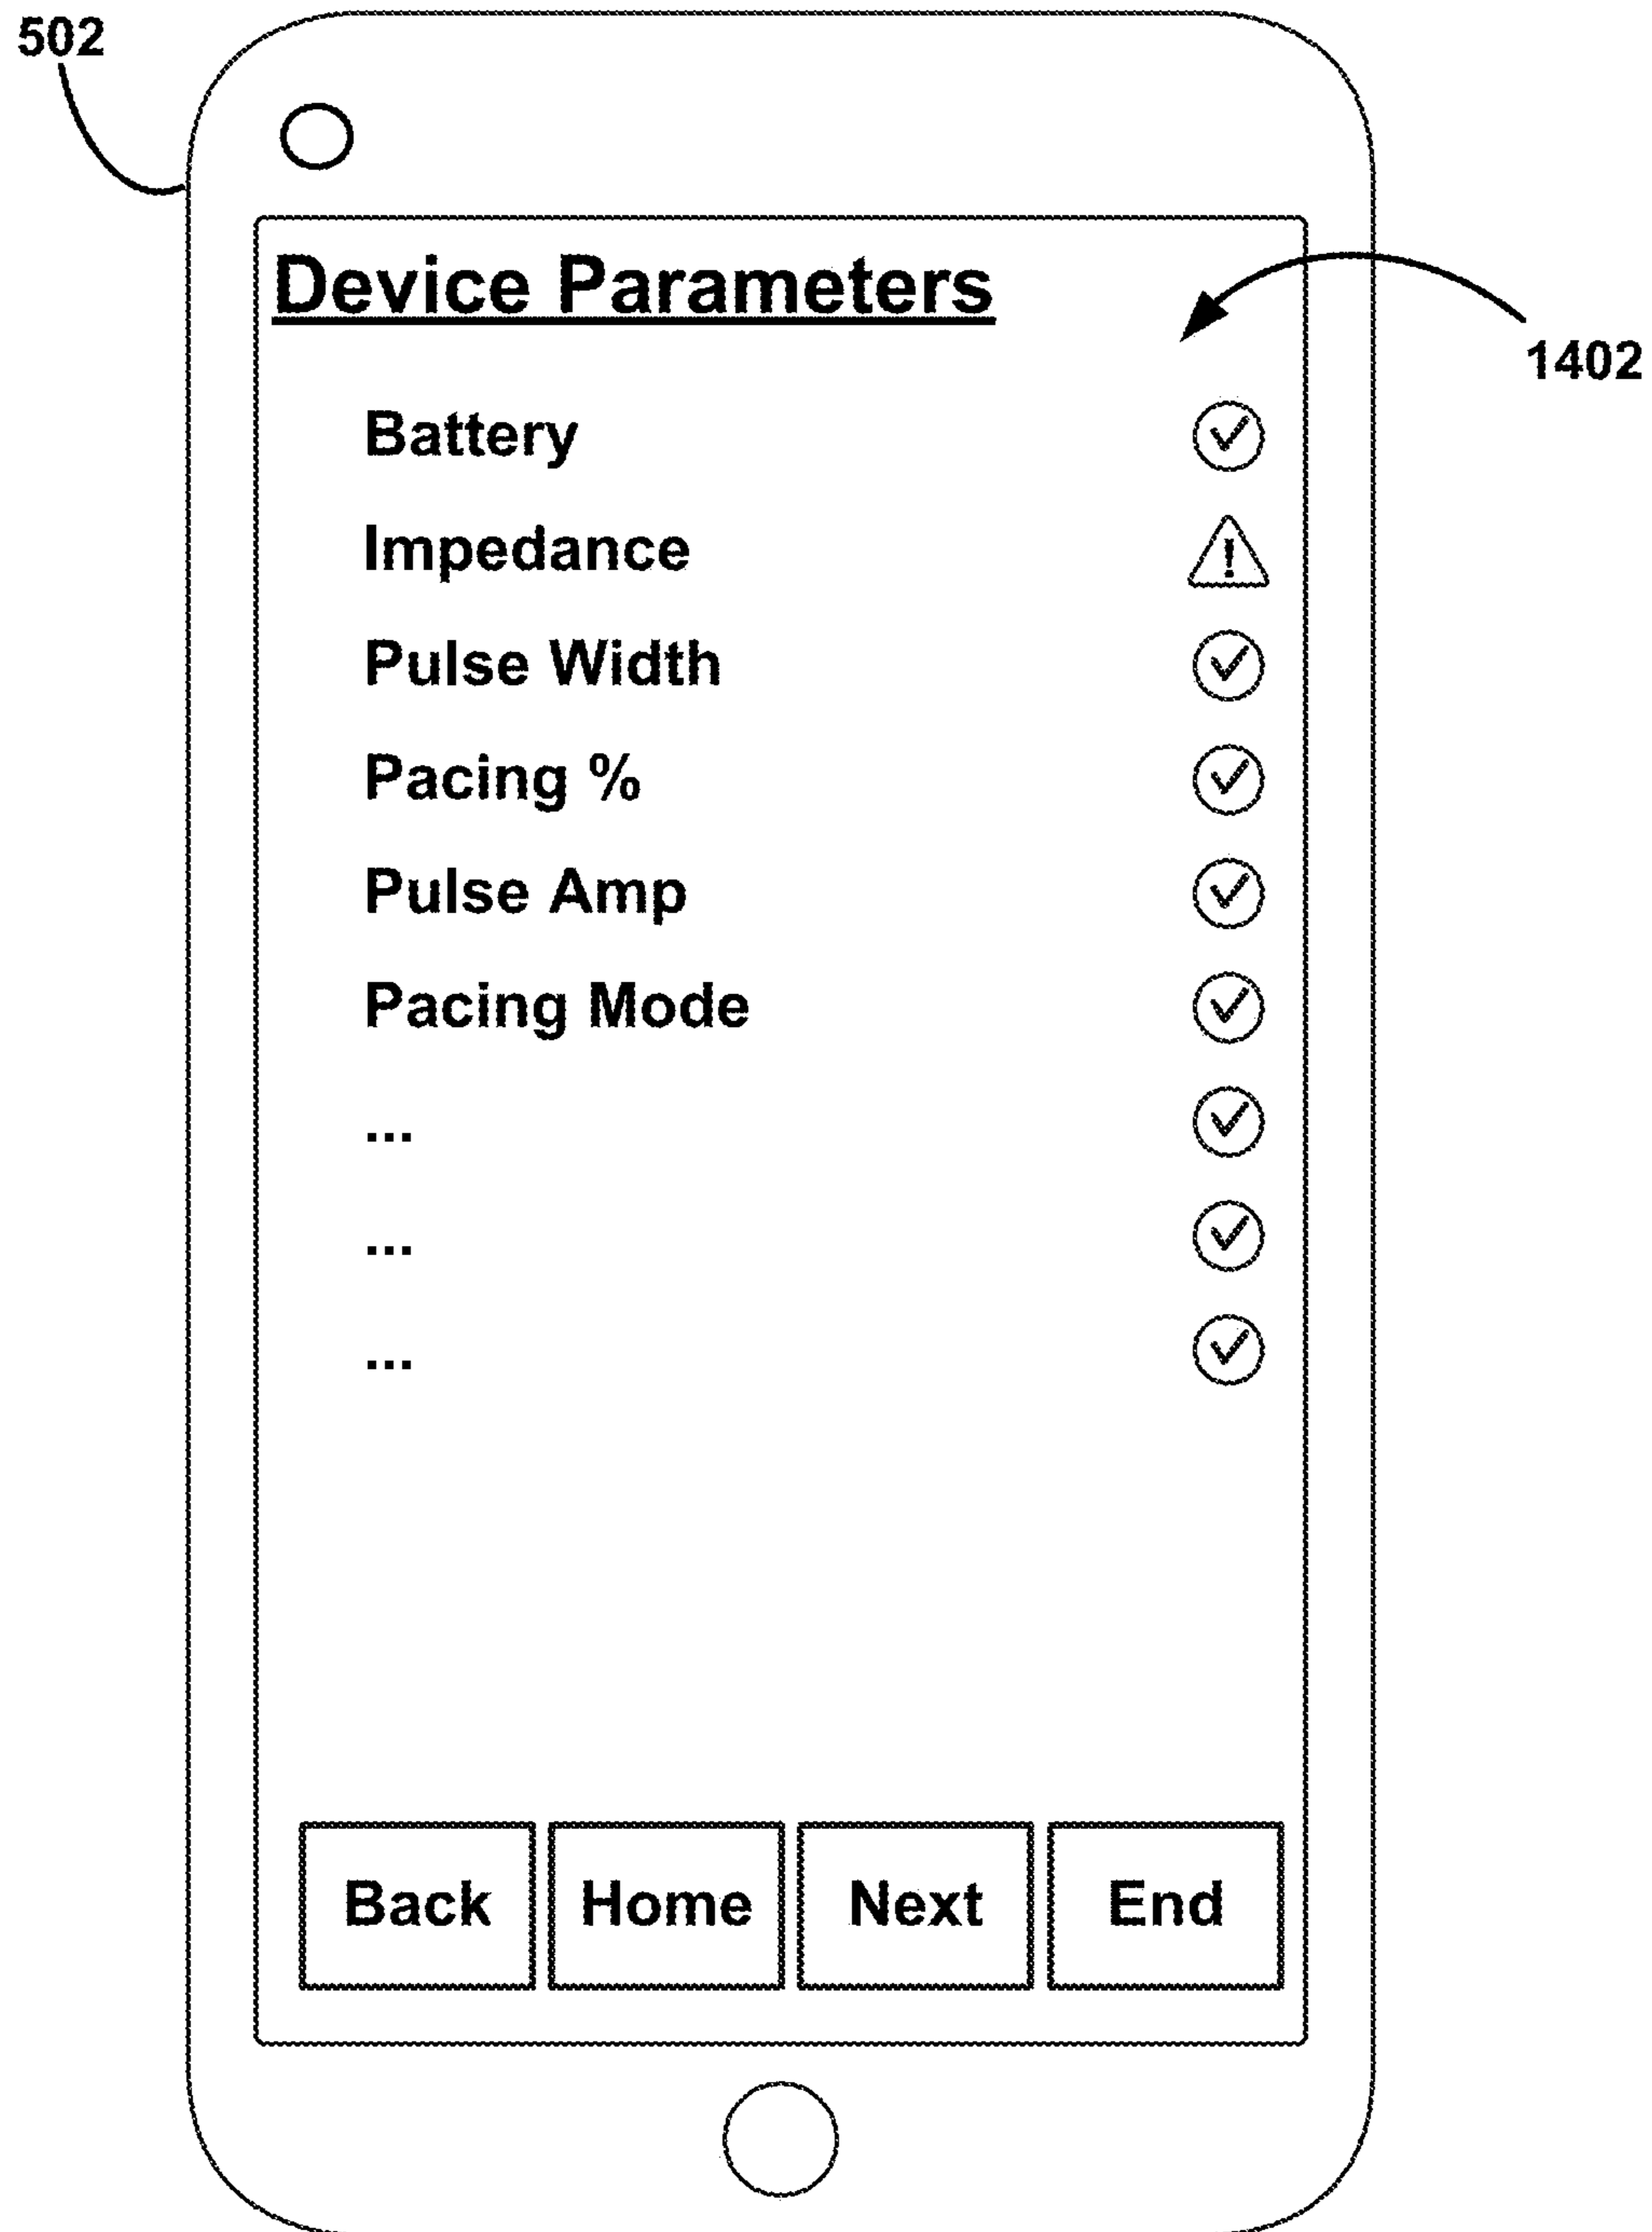 502
Device Parameters
1402
Battery
Impedance
!
Pulse Width
Pacing %
Pulse Amp
Pacing Mode
...
...
...
Back Home Next End